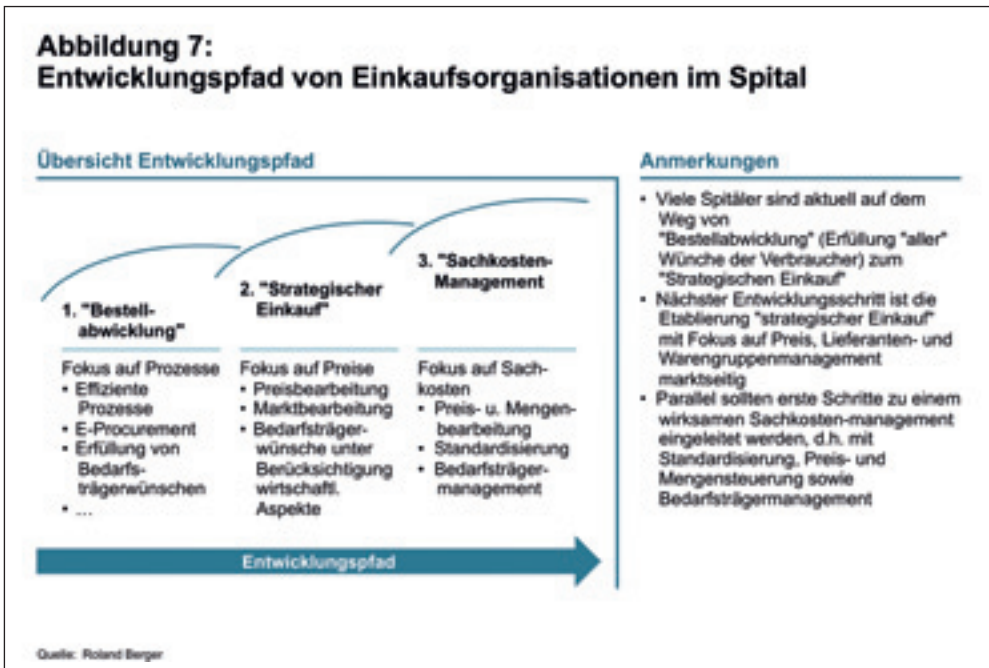 Abbildung 7:
Entwicklungspfad von Einkaufsorganisationen im Spital
Übersicht Entwicklungspfad
1. "Bestell-
abwicklung"
Fokus auf Prozesse
• Effiziente
Prozesse
• E-Procurement
• Erfüllung von
Bedarfs-
trägerwünschen
• ...
2. "Strategischer
Einkauf"
Fokus auf Preise
• Preisbearbeitung
• Marktbearbeitung
• Bedarfsträger-
wünsche unter
Berücksichtigung
wirtschaftl.
Aspekte
3. "Sachkosten-
Management
Fokus auf Sach-
kosten
• Preis- u. Mengen-
bearbeitung
• Standardisierung
• Bedarfsträger-
management
Entwicklungspfad
Anmerkungen
• Viele Spitäler sind aktuell auf dem
Weg von
"Bestellabwicklung" (Erfüllung "aller"
Wünche der Verbraucher) zum
"Strategischen Einkauf"
• Nächster Entwicklungsschritt ist die
Etablierung "strategischer Einkauf"
mit Fokus auf Preis, Lieferanten- und
Warengruppenmanagement
marktseitig
• Parallel sollten erste Schritte zu einem
wirksamen Sachkosten-management
eingeleitet werden, d.h. mit
Standardisierung, Preis- und
Mengensteuerung sowie
Bedarfsträgermanagement
Quelle: Roland Berger